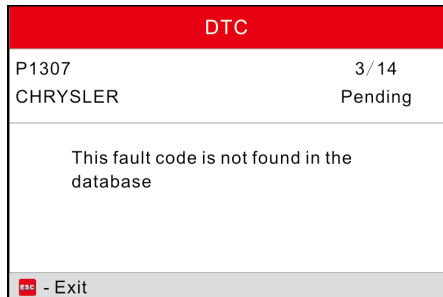 DTC
P1307 3/14
CHRYSLER Pending
This fault code is not found in the
database
ESC - Exit